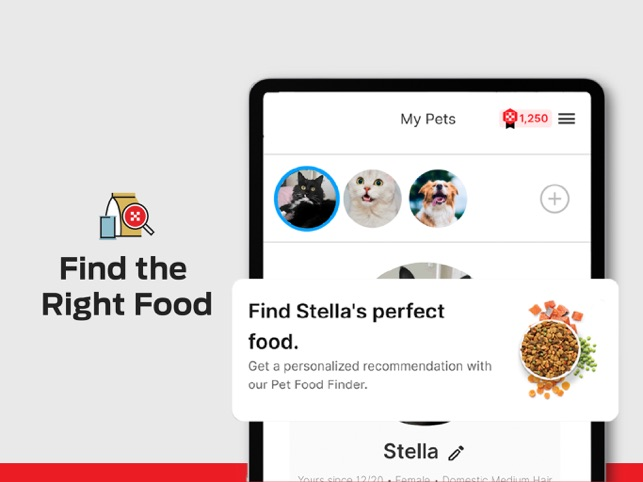 My Pets
1,250
Find the
Right Food
Find Stella's perfect
food.
Get a personalized recommendation with
our Pet Food Finder.
Stella
Yours since 12/20 • Female • Domestic Medium Hair